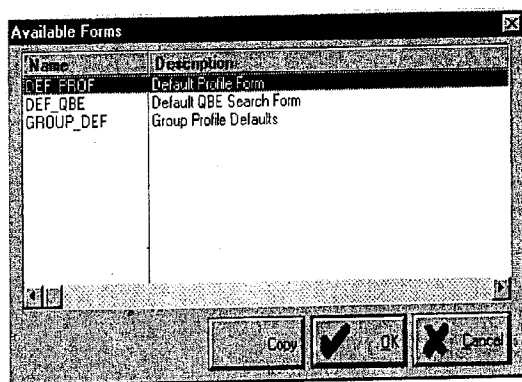 Available Forms
Name Description
DEF_PROF Default Profile Form
DEF_QBE Default QBE Search Form
GROUP_DEF Group Profile Defaults
Copy OK Cancel